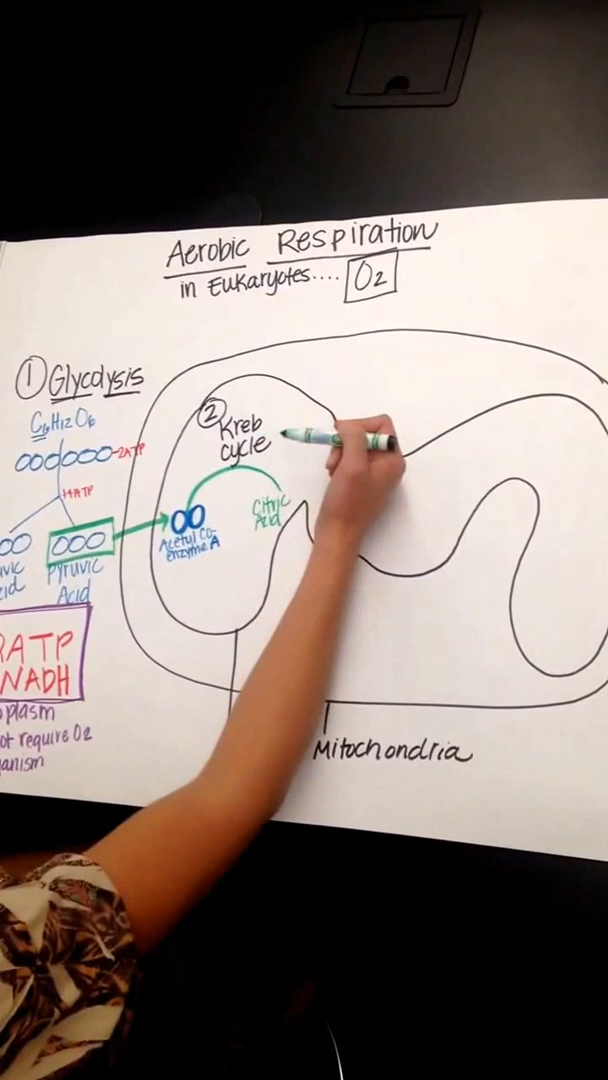 Aerobic Respiration
in Eukaryotes.... O2
① Glycolysis
C6H12O6
2ATP
+4ATP
Pyruvic
Acid
ATP
NADH
require O2
② Kreb
cycle
Citric
Acid
Acetyl Co-
enzyme A
Mitochondria